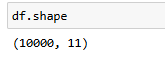 df.shape
(10000, 11)